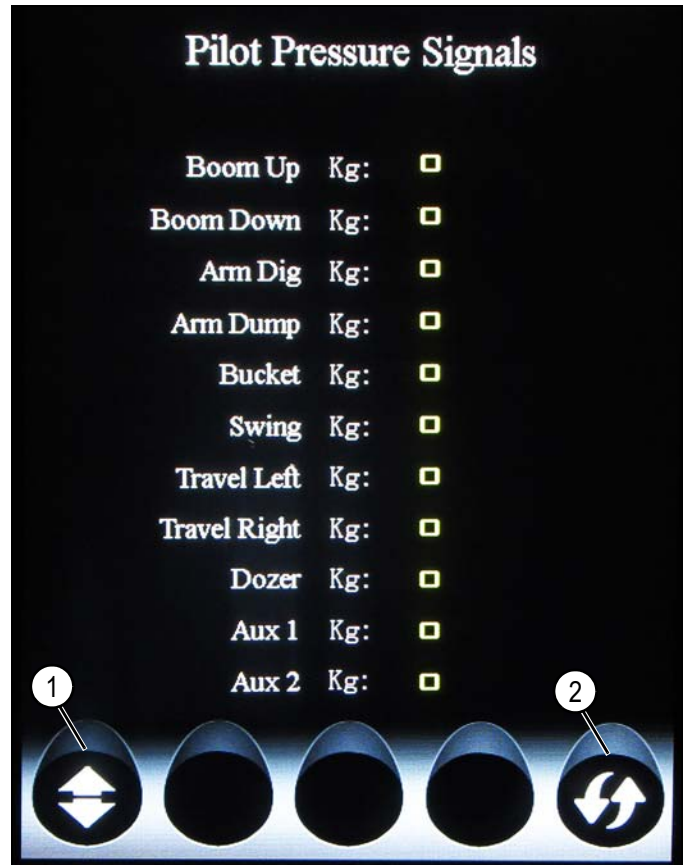 Pilot Pressure Signals
Boom Up Kg: 0
Boom Down Kg: 0
Arm Dig Kg: 0
Arm Dump Kg: 0
Bucket Kg: 0
Swing Kg: 0
Travel Left Kg: 0
Travel Right Kg: 0
Dozer Kg: 0
Aux 1 Kg: 0
Aux 2 Kg: 0
1
2